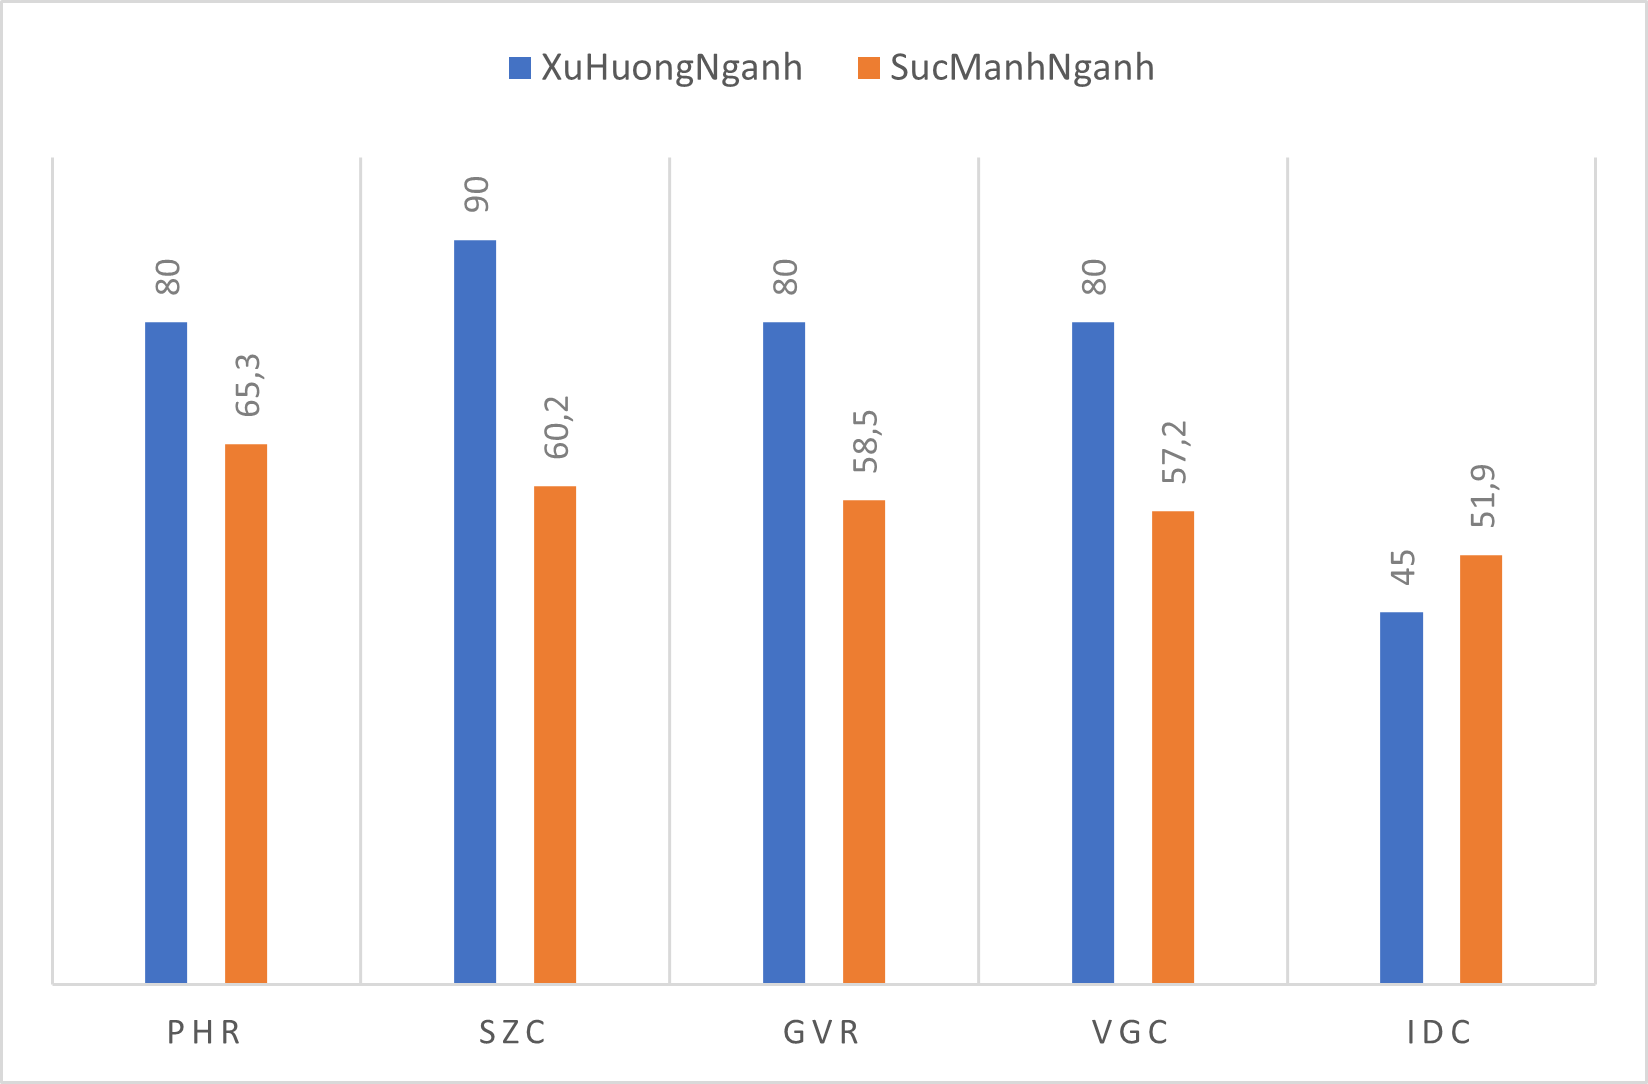 XuHuongNganh SucManhNganh
80 65,3 90 60,2 80 58,5 80 57,2 45 51,9
PHR SZC GVR VGC IDC